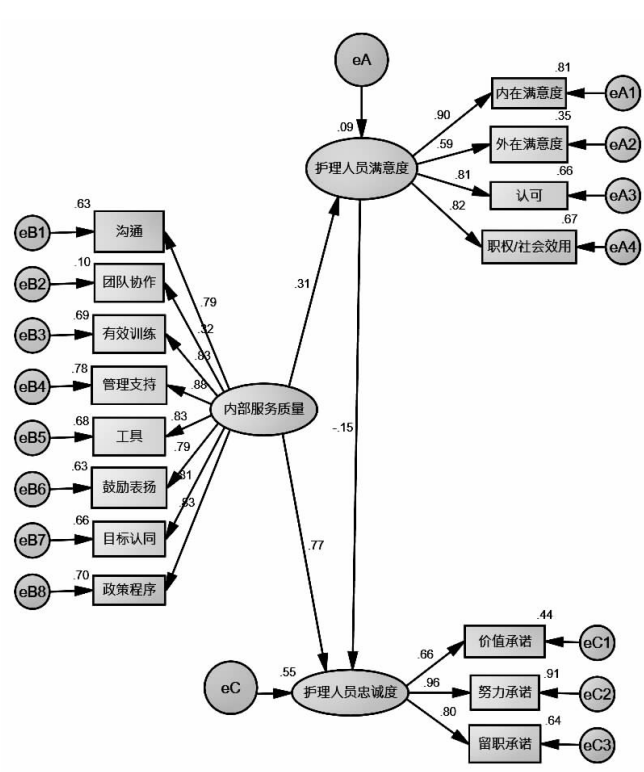 eA
.09
护理人员满意度
.81
内在满意度
eA1
.90
.35
外在满意度
eA2
.59
.66
认可
eA3
.81
.67
职权/社会效用
eA4
.82
.63
eB1
沟通
.79
.10
eB2
团队协作
.32
.69
eB3
有效训练
.83
.78
eB4
管理支持
.88
.68
eB5
工具
.83
.63
eB6
鼓励表扬
.79
.66
eB7
目标认同
.81
.70
eB8
政策程序
.83
内部服务质量
.31
-.15
.77
eC
.55
护理人员忠诚度
.44
价值承诺
eC1
.66
.91
努力承诺
eC2
.96
.64
留职承诺
eC3
.80